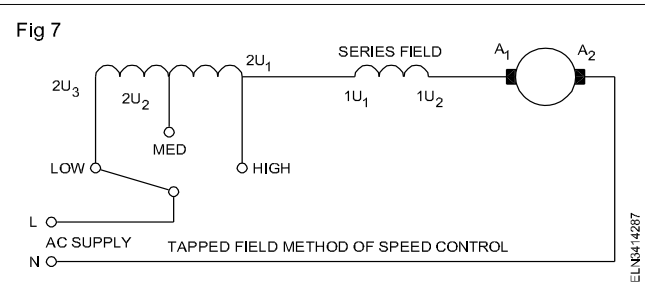 Fig 7
2U3
2U2
2U1
SERIES FIELD
1U1
1U2
A1
A2
MED
LOW
HIGH
L
AC SUPPLY
N
TAPPED FIELD METHOD OF SPEED CONTROL
ELN3414287